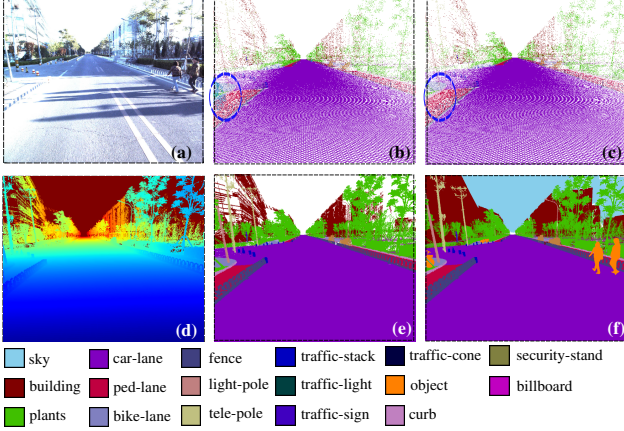 (a) (b) (c)
(d) (e) (f)
sky car-lane fence traffic-stack traffic-cone security-stand
building ped-lane light-pole traffic-light object billboard
plants bike-lane tele-pole traffic-sign curb